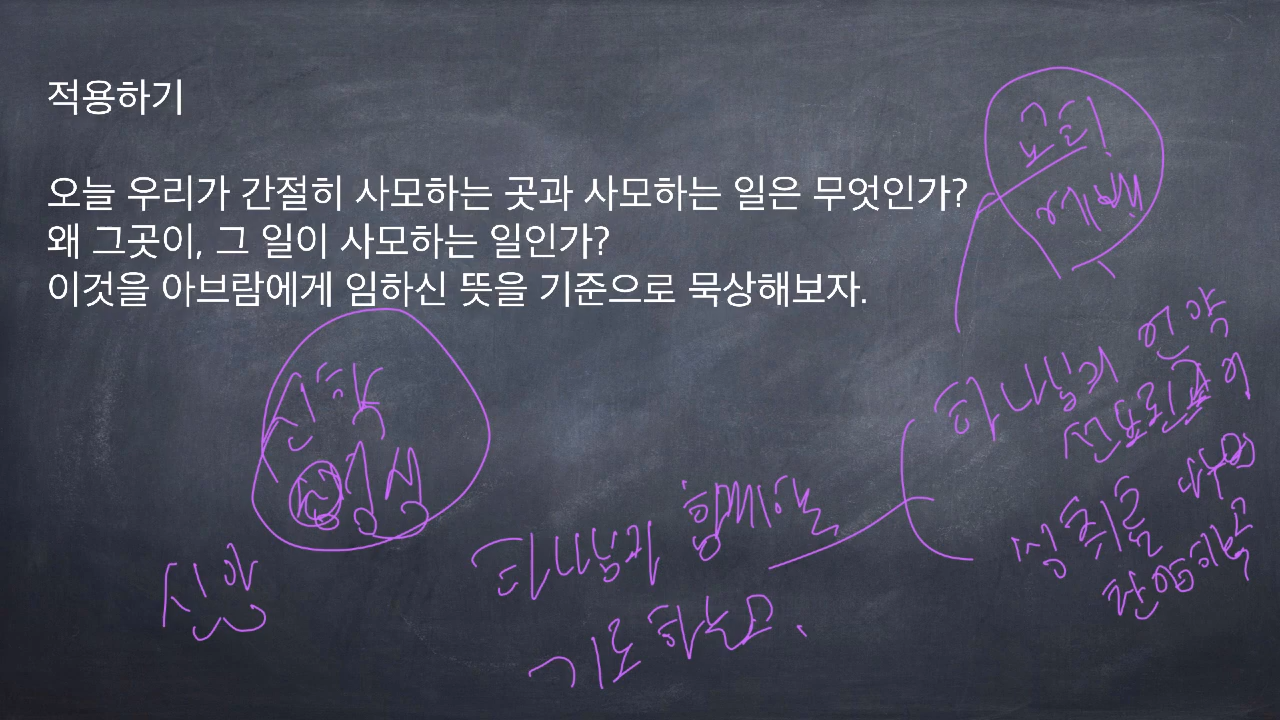 적용하기
오늘 우리가 간절히 사모하는 곳과 사모하는 일은 무엇인가?
왜 그곳이, 그 일이 사모하는 일인가?
이것을 아브람에게 임하신 뜻을 기준으로 묵상해보자.
예배
신학
신앙
하나님의 언약
하나님과 함께하는
기도하는
성취를